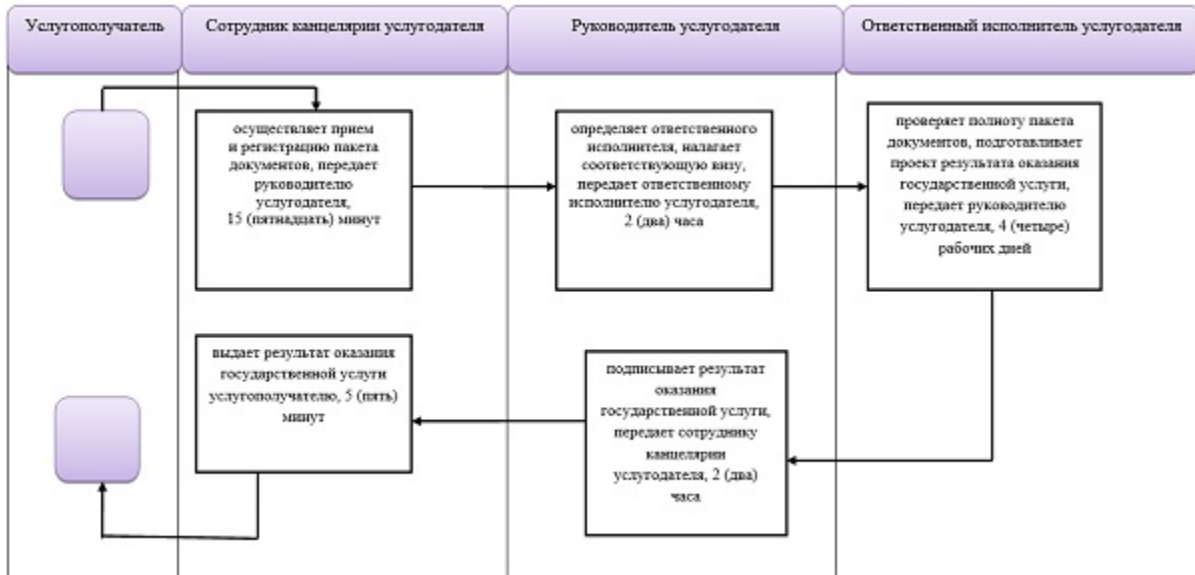 Услугополучатель
Сотрудник канцелярии услугодателя
Руководитель услугодателя
Ответственный исполнитель услугодателя
осуществляет прием
и регистрацию пакета
документов, передает
руководителю
услугодателя,
15 (пятнадцать) минут
определяет ответственного
исполнителя, налагает
соответствующую визу,
передает ответственному
исполнителю услугодателя,
2 (два) часа
проверяет полноту пакета
документов, подготавливает
проект результата оказания
государственной услуги,
передает руководителю
услугодателя, 4 (четыре)
рабочих дней
выдает результат оказания
государственной услуги
услугополучателю, 5 (пять)
минут
подписывает результат
оказания
государственной услуги,
передает сотруднику
канцелярии
услугодателя, 2 (два)
часа